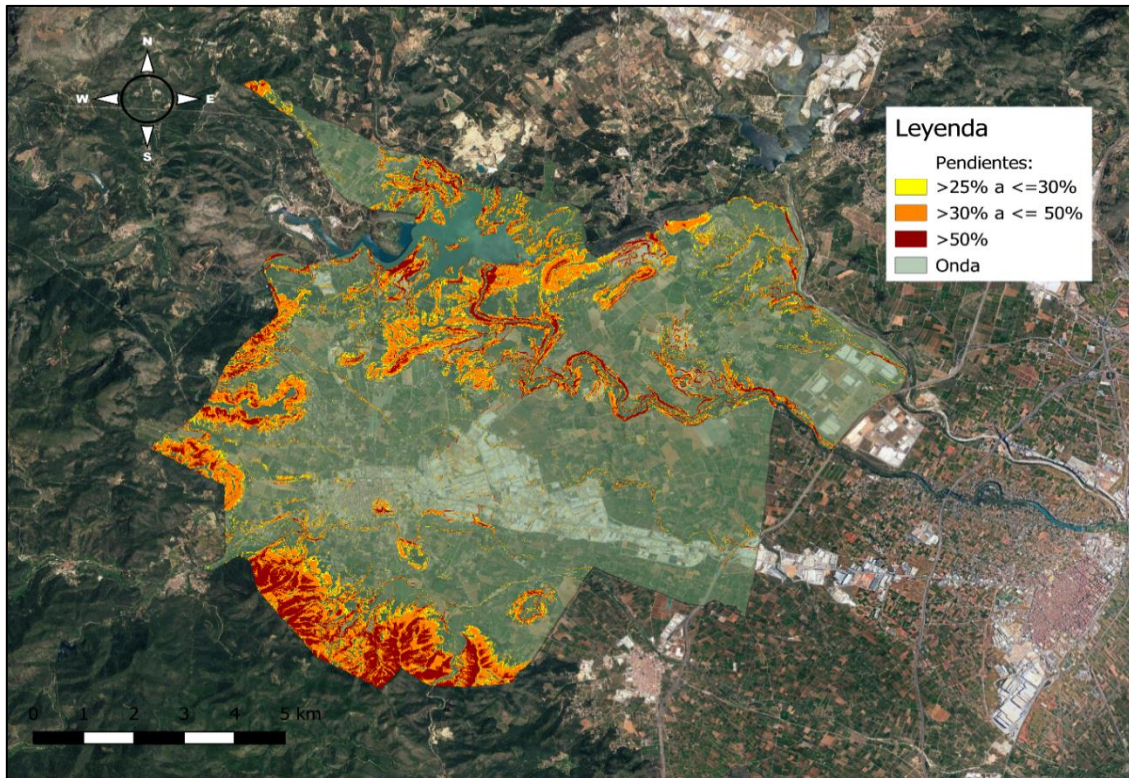 N
W E
S
Leyenda
Pendientes:
>25% a <=30%
>30% a <= 50%
>50%
Onda
0 1 2 3 4 5 km